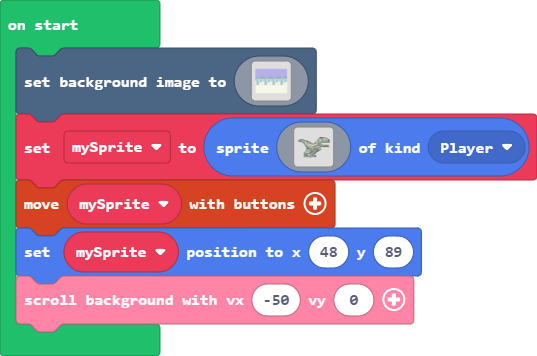 on start
set background image to
set mySprite to sprite of kind Player
move mySprite with buttons
set mySprite position to x 48 y 89
scroll background with vx -50 vy 0